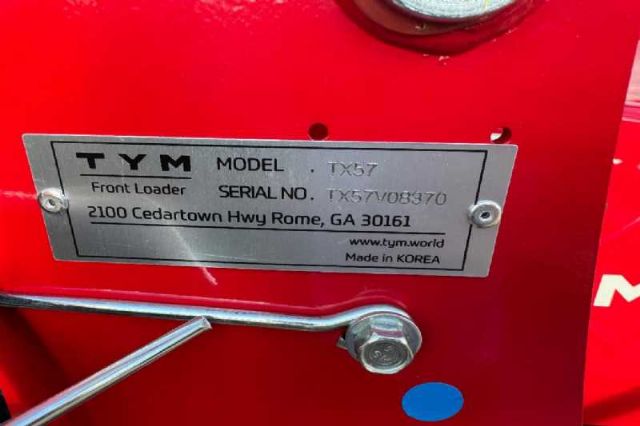 TYM MODEL . TX57
Front Loader SERIAL NO. TX57V08370
2100 Cedartown Hwy Rome, GA 30161
www.tym.world
Made in KOREA
M